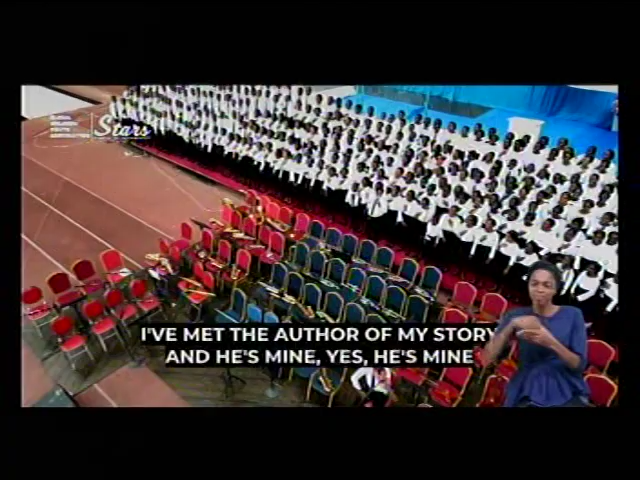 Stars
I'VE MET THE AUTHOR OF MY STORY
AND HE'S MINE, YES, HE'S MINE